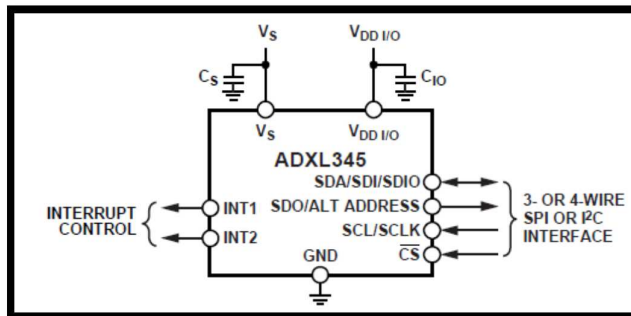 VS
VDD I/O
CS
CIO
VS
VDD I/O
ADXL345
SDA/SDI/SDIO
SDO/ALT ADDRESS
SCL/SCLK
CS
INT1
INT2
GND
INTERRUPT
CONTROL
3- OR 4-WIRE
SPI OR I²C
INTERFACE